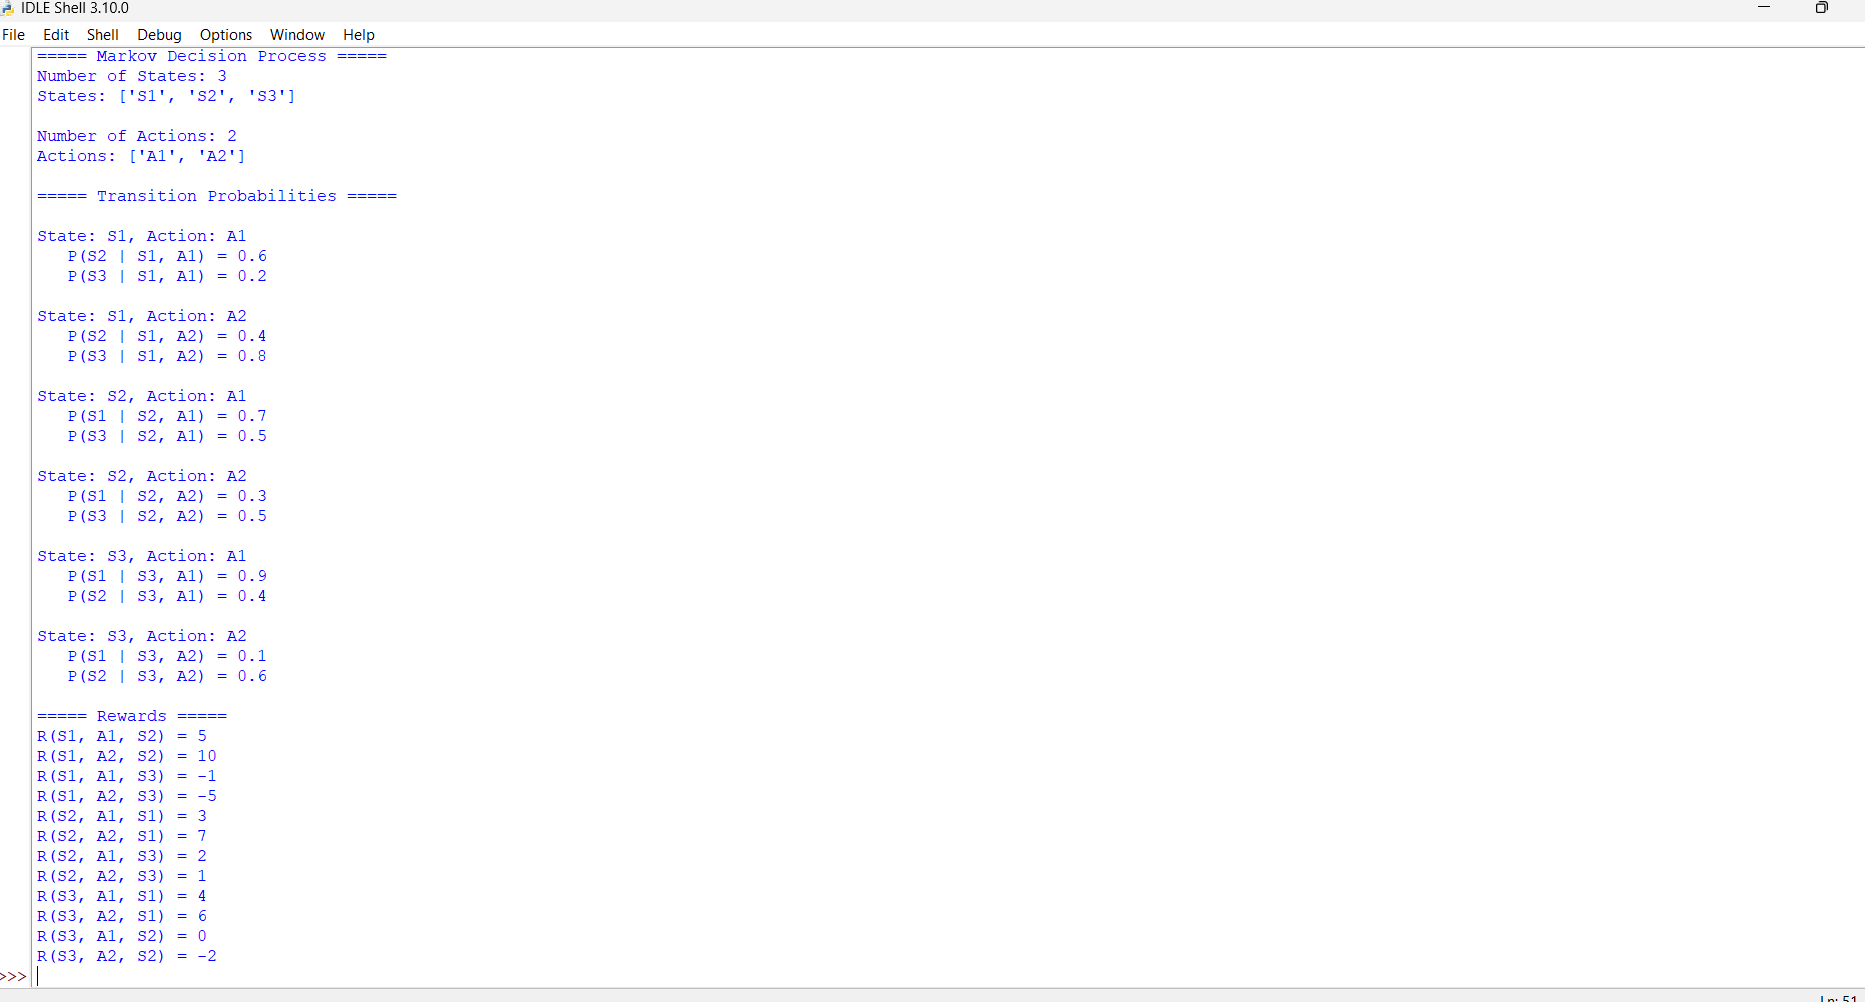 IDLE Shell 3.10.0
File Edit Shell Debug Options Window Help
===== Markov Decision Process =====
Number of States: 3
States: ['S1', 'S2', 'S3']
Number of Actions: 2
Actions: ['A1', 'A2']
===== Transition Probabilities =====
State: S1, Action: A1
P(S2 | S1, A1) = 0.6
P(S3 | S1, A1) = 0.2
State: S1, Action: A2
P(S2 | S1, A2) = 0.4
P(S3 | S1, A2) = 0.8
State: S2, Action: A1
P(S1 | S2, A1) = 0.7
P(S3 | S2, A1) = 0.5
State: S2, Action: A2
P(S1 | S2, A2) = 0.3
P(S3 | S2, A2) = 0.5
State: S3, Action: A1
P(S1 | S3, A1) = 0.9
P(S2 | S3, A1) = 0.4
State: S3, Action: A2
P(S1 | S3, A2) = 0.1
P(S2 | S3, A2) = 0.6
===== Rewards =====
R(S1, A1, S2) = 5
R(S1, A2, S2) = 10
R(S1, A1, S3) = -1
R(S1, A2, S3) = -5
R(S2, A1, S1) = 3
R(S2, A2, S1) = 7
R(S2, A1, S3) = 2
R(S2, A2, S3) = 1
R(S3, A1, S1) = 4
R(S3, A2, S1) = 6
R(S3, A1, S2) = 0
R(S3, A2, S2) = -2
>>>
Ln: 51